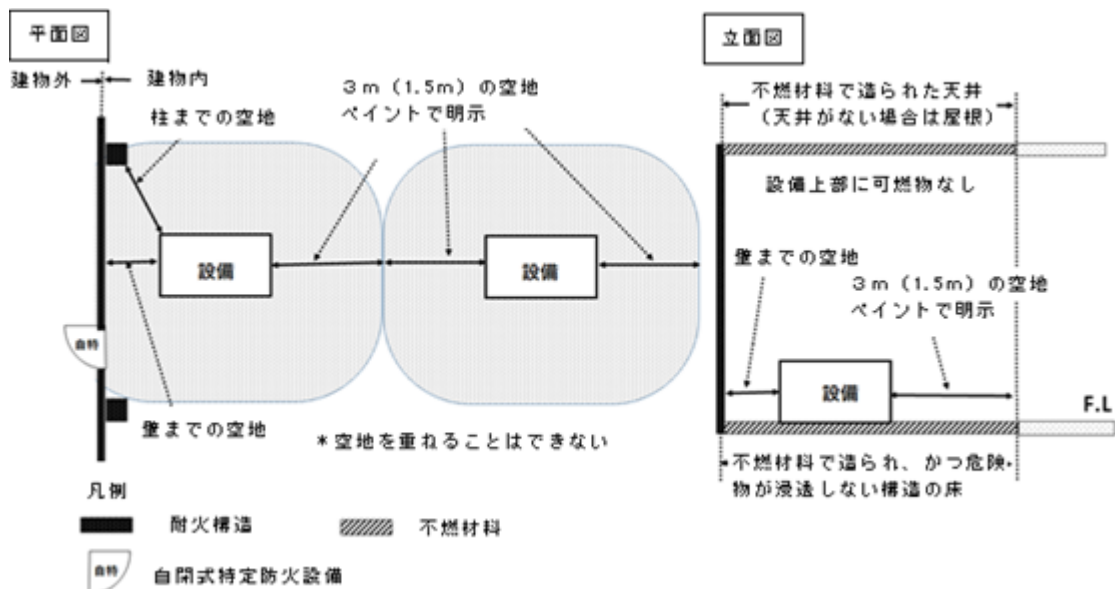 平面図
建物外
建物内
柱までの空地
3m（1.5m）の空地
ペイントで明示
設備
設備
自特
壁までの空地
*空地を重ねることはできない
立面図
不燃材料で造られた天井
（天井がない場合は屋根）
設備上部に可燃物なし
壁までの空地
3m（1.5m）の空地
ペイントで明示
設備
F.L
不燃材料で造られ、かつ危険
物が浸透しない構造の床
凡例
耐火構造
不燃材料
自特
自閉式特定防火設備